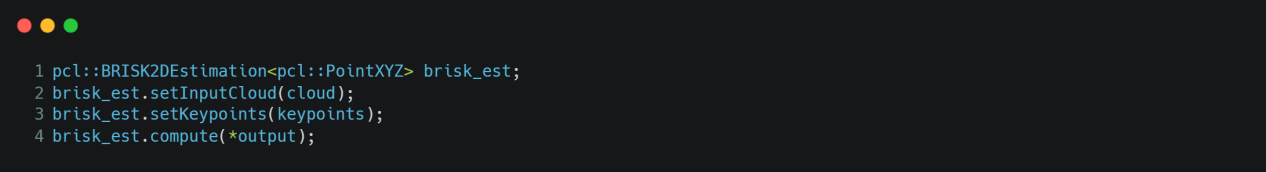 1 pcl::BRISK2DEstimation<pcl::PointXYZ> brisk_est;
2 brisk_est.setInputCloud(cloud);
3 brisk_est.setKeypoints(keypoints);
4 brisk_est.compute(*output);